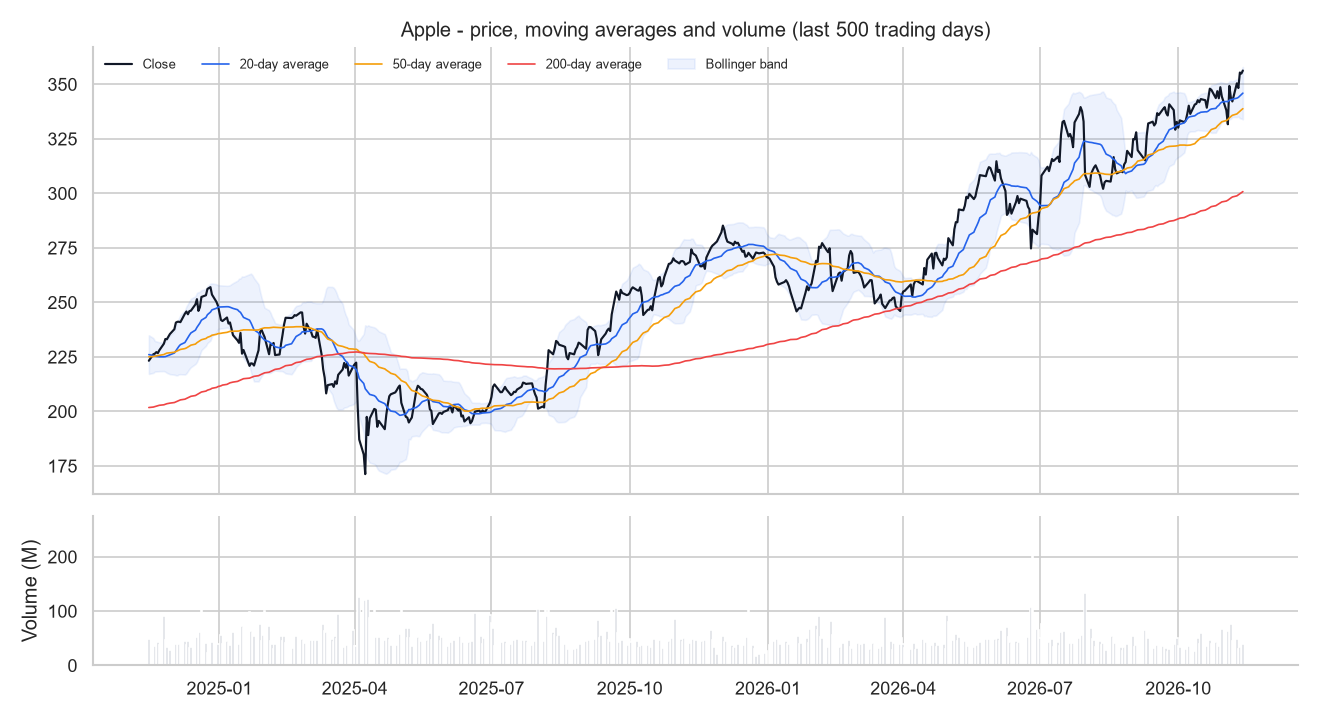 Apple - price, moving averages and volume (last 500 trading days)
Close 20-day average 50-day average 200-day average Bollinger band
350
325
300
275
250
225
200
175
Volume (M)
200
100
0
2025-01 2025-04 2025-07 2025-10 2026-01 2026-04 2026-07 2026-10